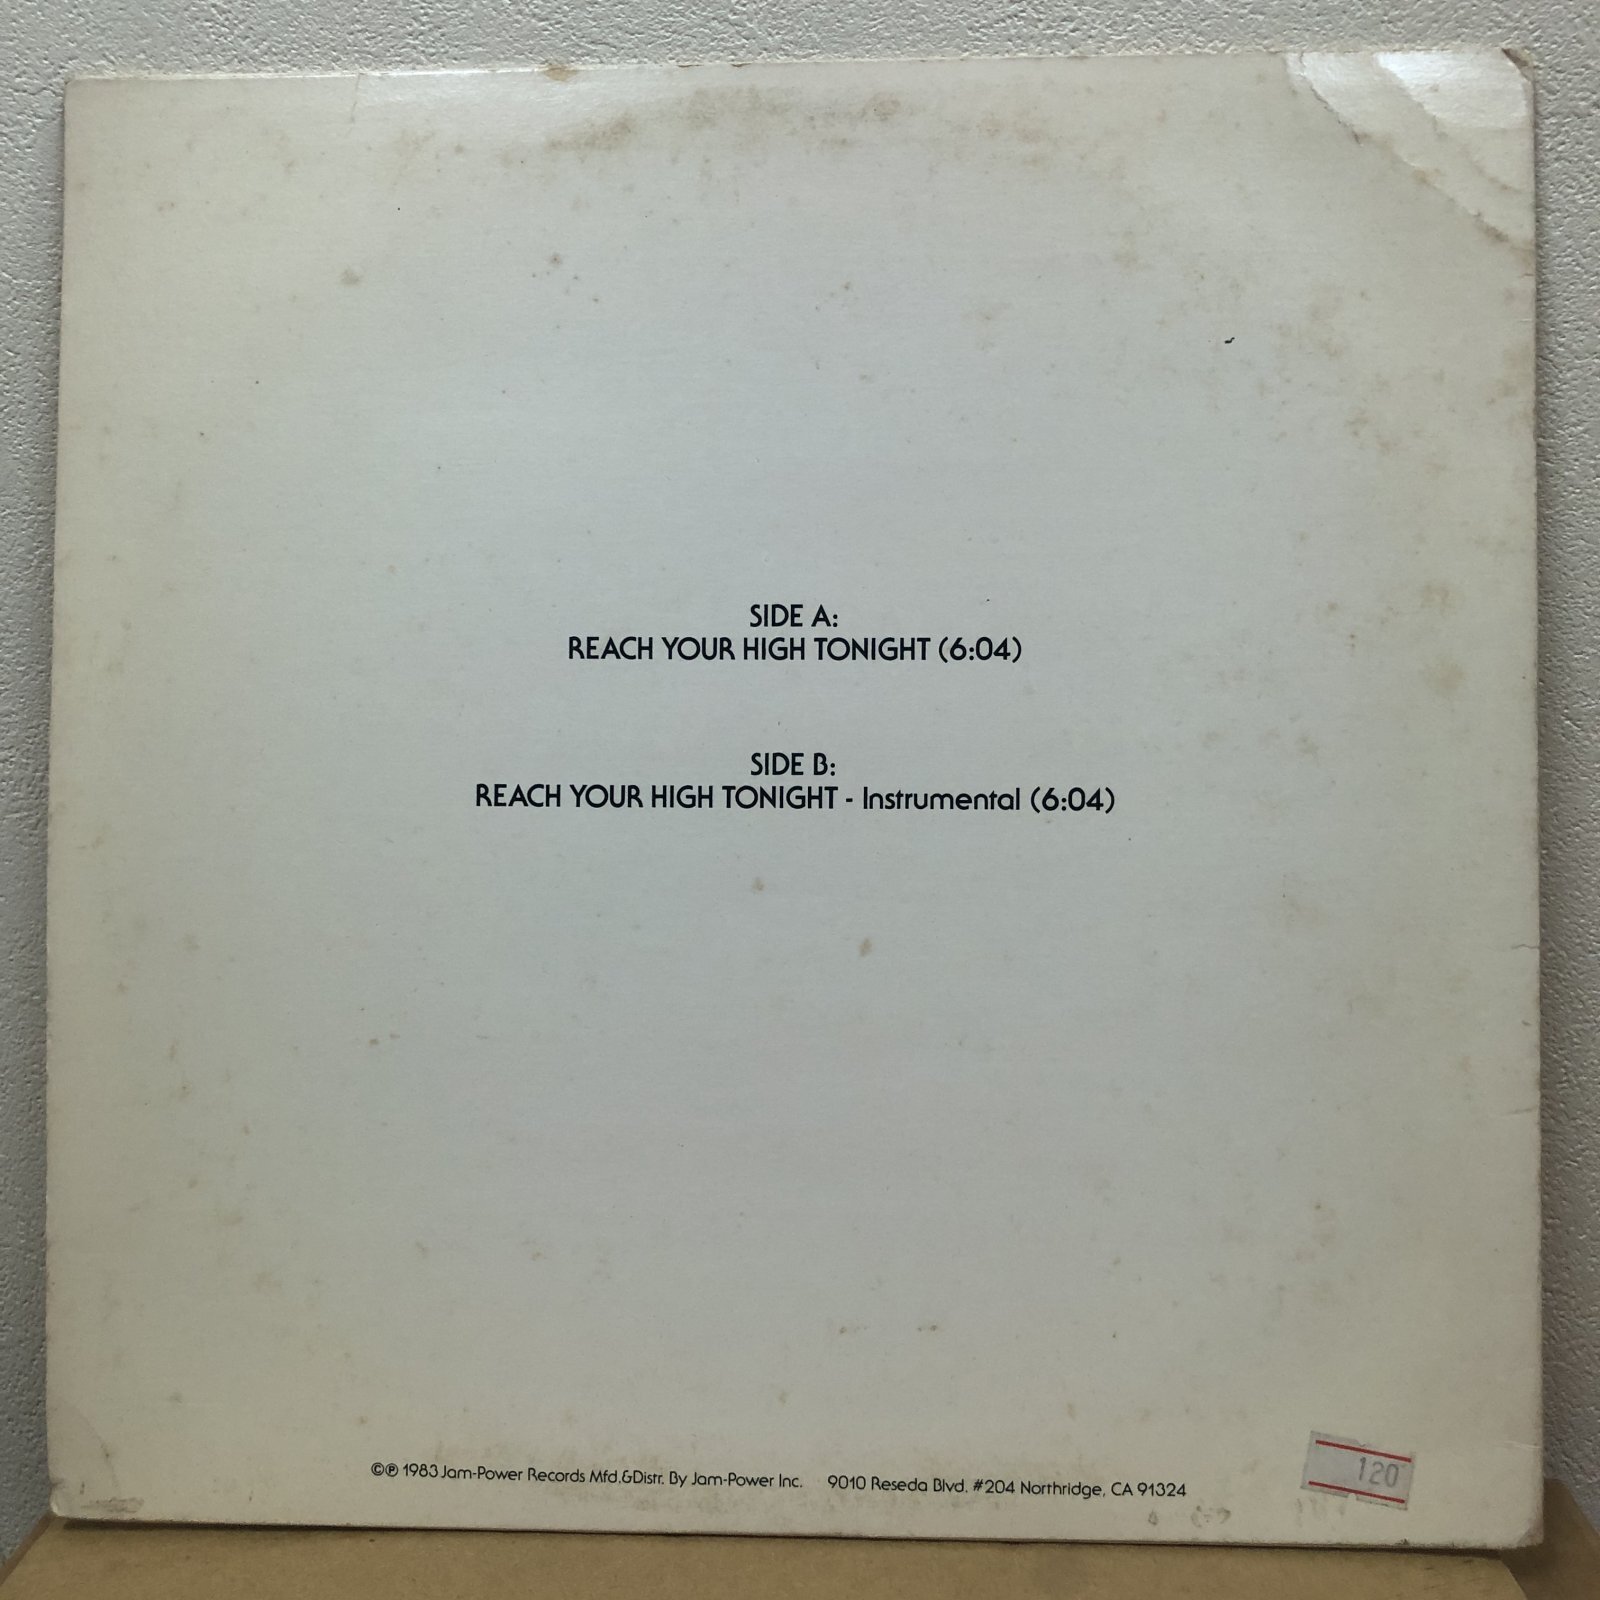 SIDE A:
REACH YOUR HIGH TONIGHT (6:04)
SIDE B:
REACH YOUR HIGH TONIGHT - Instrumental (6:04)
©℗ 1983 Jam-Power Records Mfd.&Distr. By Jam-Power Inc. 9010 Reseda Blvd. #204 Northridge, CA 91324
120